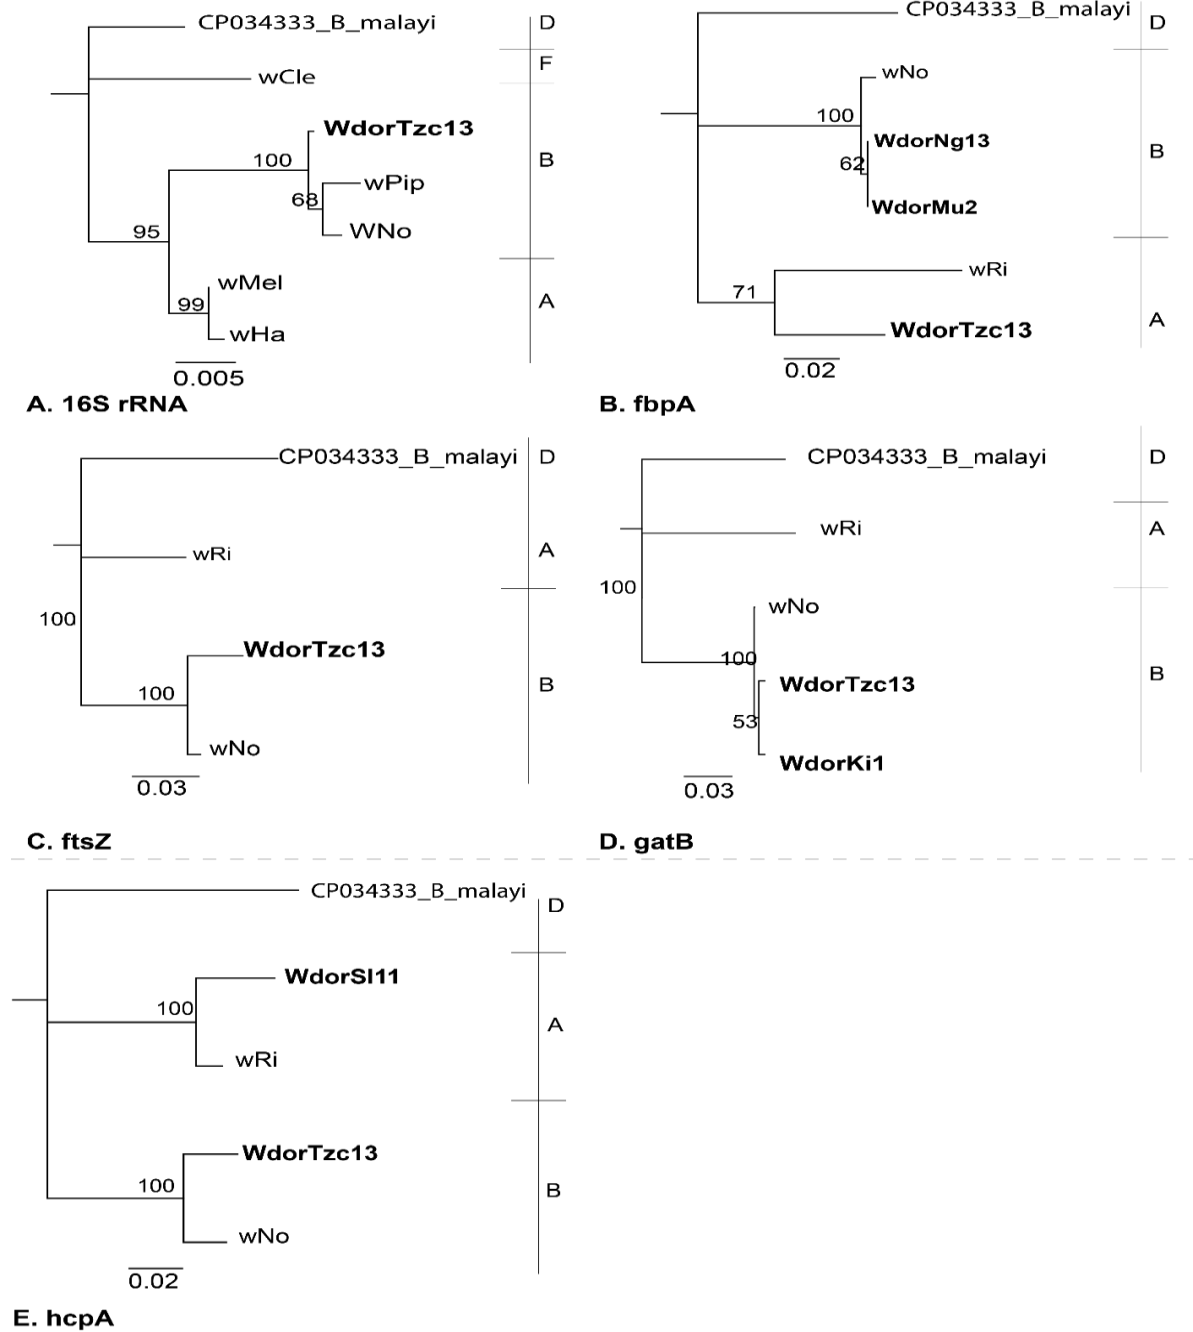 CP034333_B_malayi
D
F
wCle
WdorTzc13
100
B
wPip
68
WNo
95
wMel
99
A
wHa
0.005
A. 16S rRNA
CP034333_B_malayi
D
wNo
100
WdorNg13
B
62
WdorMu2
wRi
71
A
WdorTzc13
0.02
B. fbpA
CP034333_B_malayi
D
wRi
A
100
WdorTzc13
B
100
wNo
0.03
C. ftsZ
CP034333_B_malayi
D
wRi
A
100
wNo
100
B
WdorTzc13
53
WdorKi1
0.03
D. gatB
CP034333_B_malayi
D
WdorSl11
100
A
wRi
WdorTzc13
100
B
wNo
0.02
E. hcpA